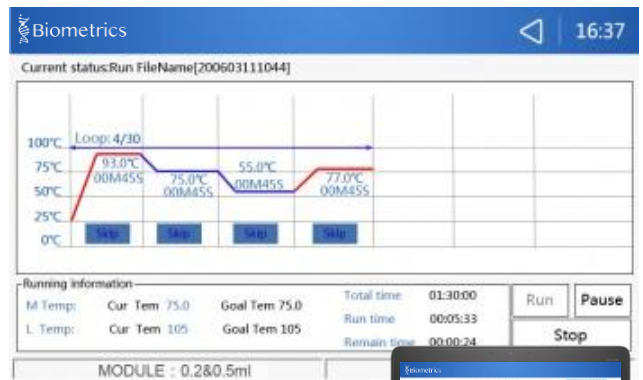 Biometrics
16:37
Current status:Run FileName[200603111044]
Loop: 4/30
100℃
75℃
50℃
25℃
0℃
93.0℃
00M45S
75.0℃
00M45S
55.0℃
00M45S
77.0℃
00M45S
Skip Skip Skip Skip
Running information
M Temp: Cur Tem 75.0 Goal Tem 75.0
L Temp: Cur Tem 105 Goal Tem 105
Total time 01:30:00
Run time 00:05:33
Remain time 00:00:24
Run Pause
Stop
MODULE : 0.2&0.5ml
Biometrics